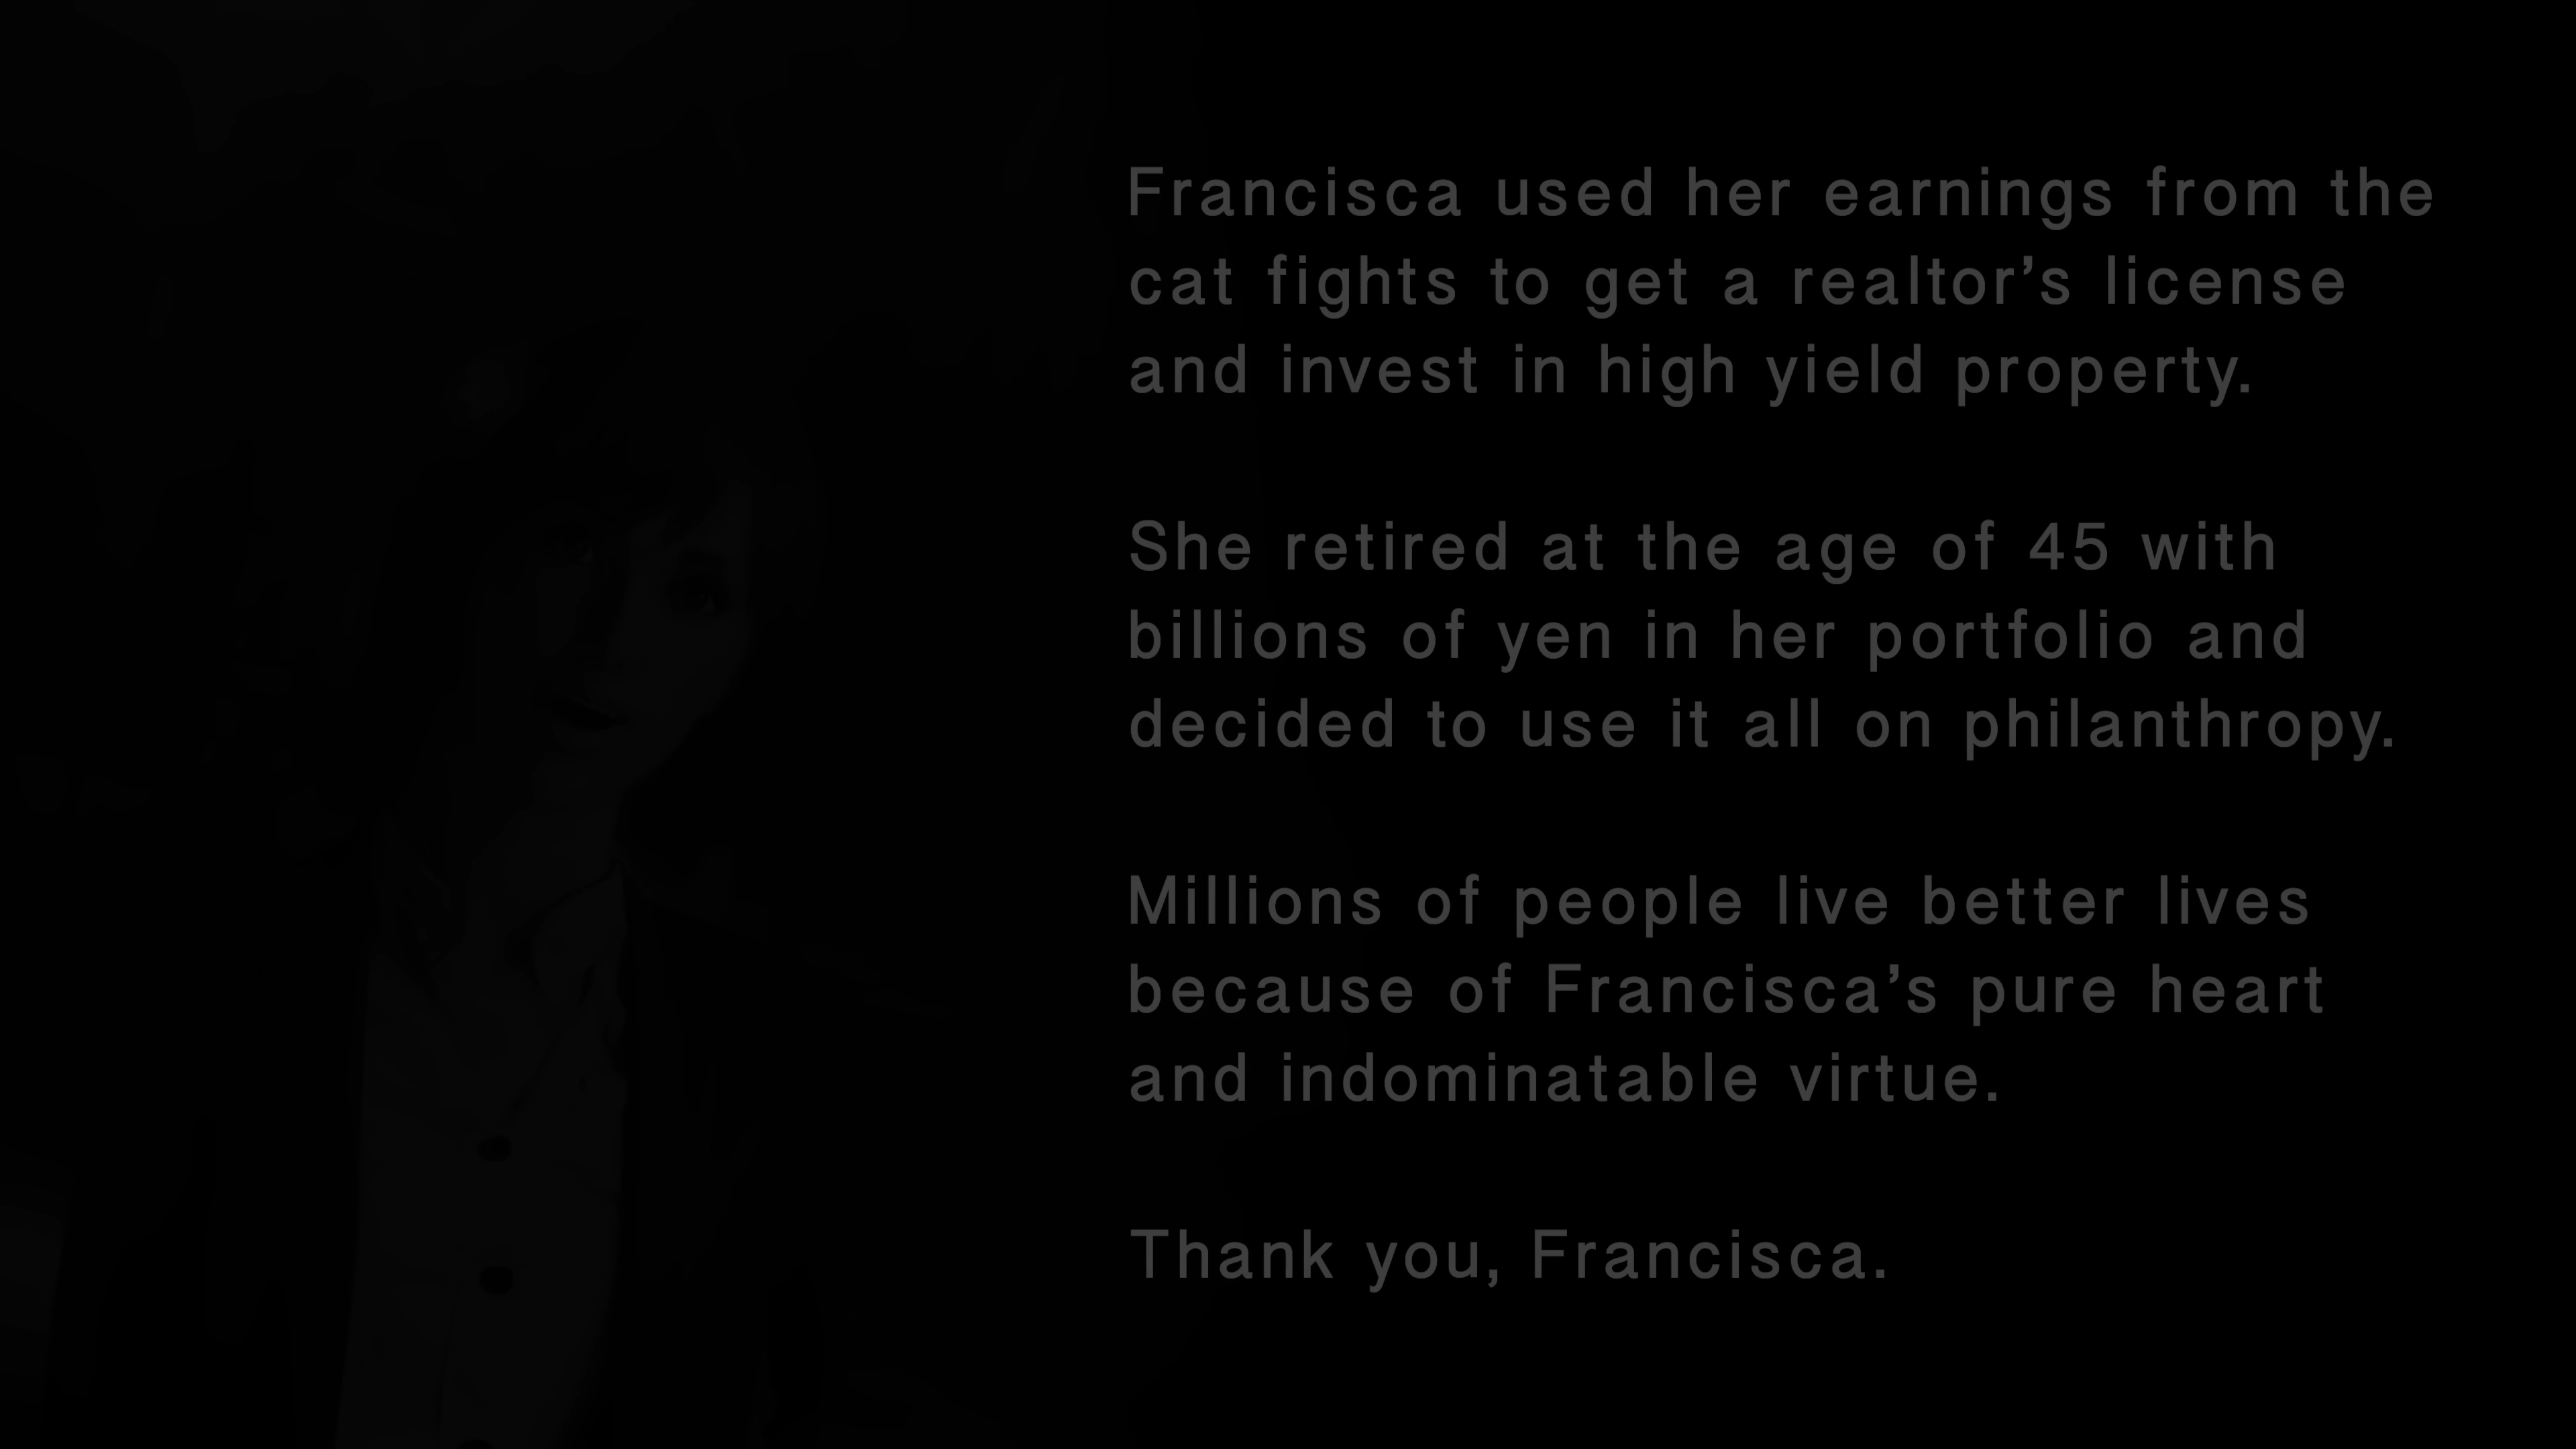 Francisca used her earnings from the
cat fights to get a realtor’s license
and invest in high yield property.
She retired at the age of 45 with
billions of yen in her portfolio and
decided to use it all on philanthropy.
Millions of people live better lives
because of Francisca’s pure heart
and indominatable virtue.
Thank you, Francisca.